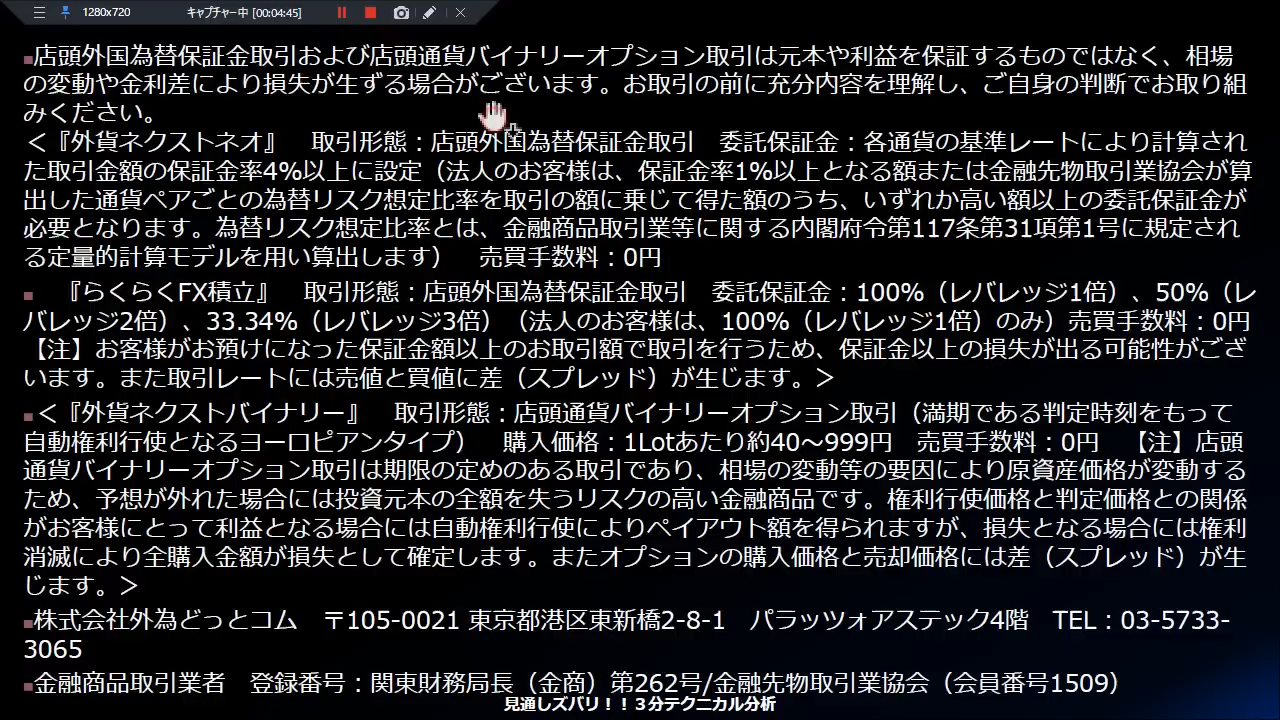 1280x720 キャプチャー中 [00:04:45]
■店頭外国為替保証金取引および店頭通貨バイナリーオプション取引は元本や利益を保証するものではなく、相場
の変動や金利差により損失が生ずる場合がございます。お取引の前に充分内容を理解し、ご自身の判断でお取り組
みください。
＜『外貨ネクストネオ』　取引形態：店頭外国為替保証金取引　委託保証金：各通貨の基準レートにより計算され
た取引金額の保証金率4%以上に設定（法人のお客様は、保証金率1%以上となる額または金融先物取引業協会が算
出した通貨ペアごとの為替リスク想定比率を取引の額に乗じて得た額のうち、いずれか高い額以上の委託保証金が
必要となります。為替リスク想定比率とは、金融商品取引業等に関する内閣府令第117条第31項第1号に規定され
る定量的計算モデルを用い算出します）　売買手数料：0円
■　『らくらくFX積立』　取引形態：店頭外国為替保証金取引　委託保証金：100%（レバレッジ1倍）、50%（レ
バレッジ2倍）、33.34%（レバレッジ3倍）（法人のお客様は、100%（レバレッジ1倍）のみ）売買手数料：0円
【注】お客様がお預けになった保証金額以上のお取引額で取引を行うため、保証金以上の損失が出る可能性がござ
います。また取引レートには売値と買値に差（スプレッド）が生じます。＞
■＜『外貨ネクストバイナリー』　取引形態：店頭通貨バイナリーオプション取引（満期である判定時刻をもって
自動権利行使となるヨーロピアンタイプ）　購入価格：1Lotあたり約40～999円　売買手数料：0円　【注】店頭
通貨バイナリーオプション取引は期限の定めのある取引であり、相場の変動等の要因により原資産価格が変動する
ため、予想が外れた場合には投資元本の全額を失うリスクの高い金融商品です。権利行使価格と判定価格との関係
がお客様にとって利益となる場合には自動権利行使によりペイアウト額を得られますが、損失となる場合には権利
消滅により全購入金額が損失として確定します。またオプションの購入価格と売却価格には差（スプレッド）が生
じます。＞
■株式会社外為どっとコム　〒105-0021 東京都港区東新橋2-8-1　パラッツォアステック4階　TEL：03-5733-
3065
■金融商品取引業者　登録番号：関東財務局長（金商）第262号/金融先物取引業協会（会員番号1509）
見通しズバリ！！３分テクニカル分析